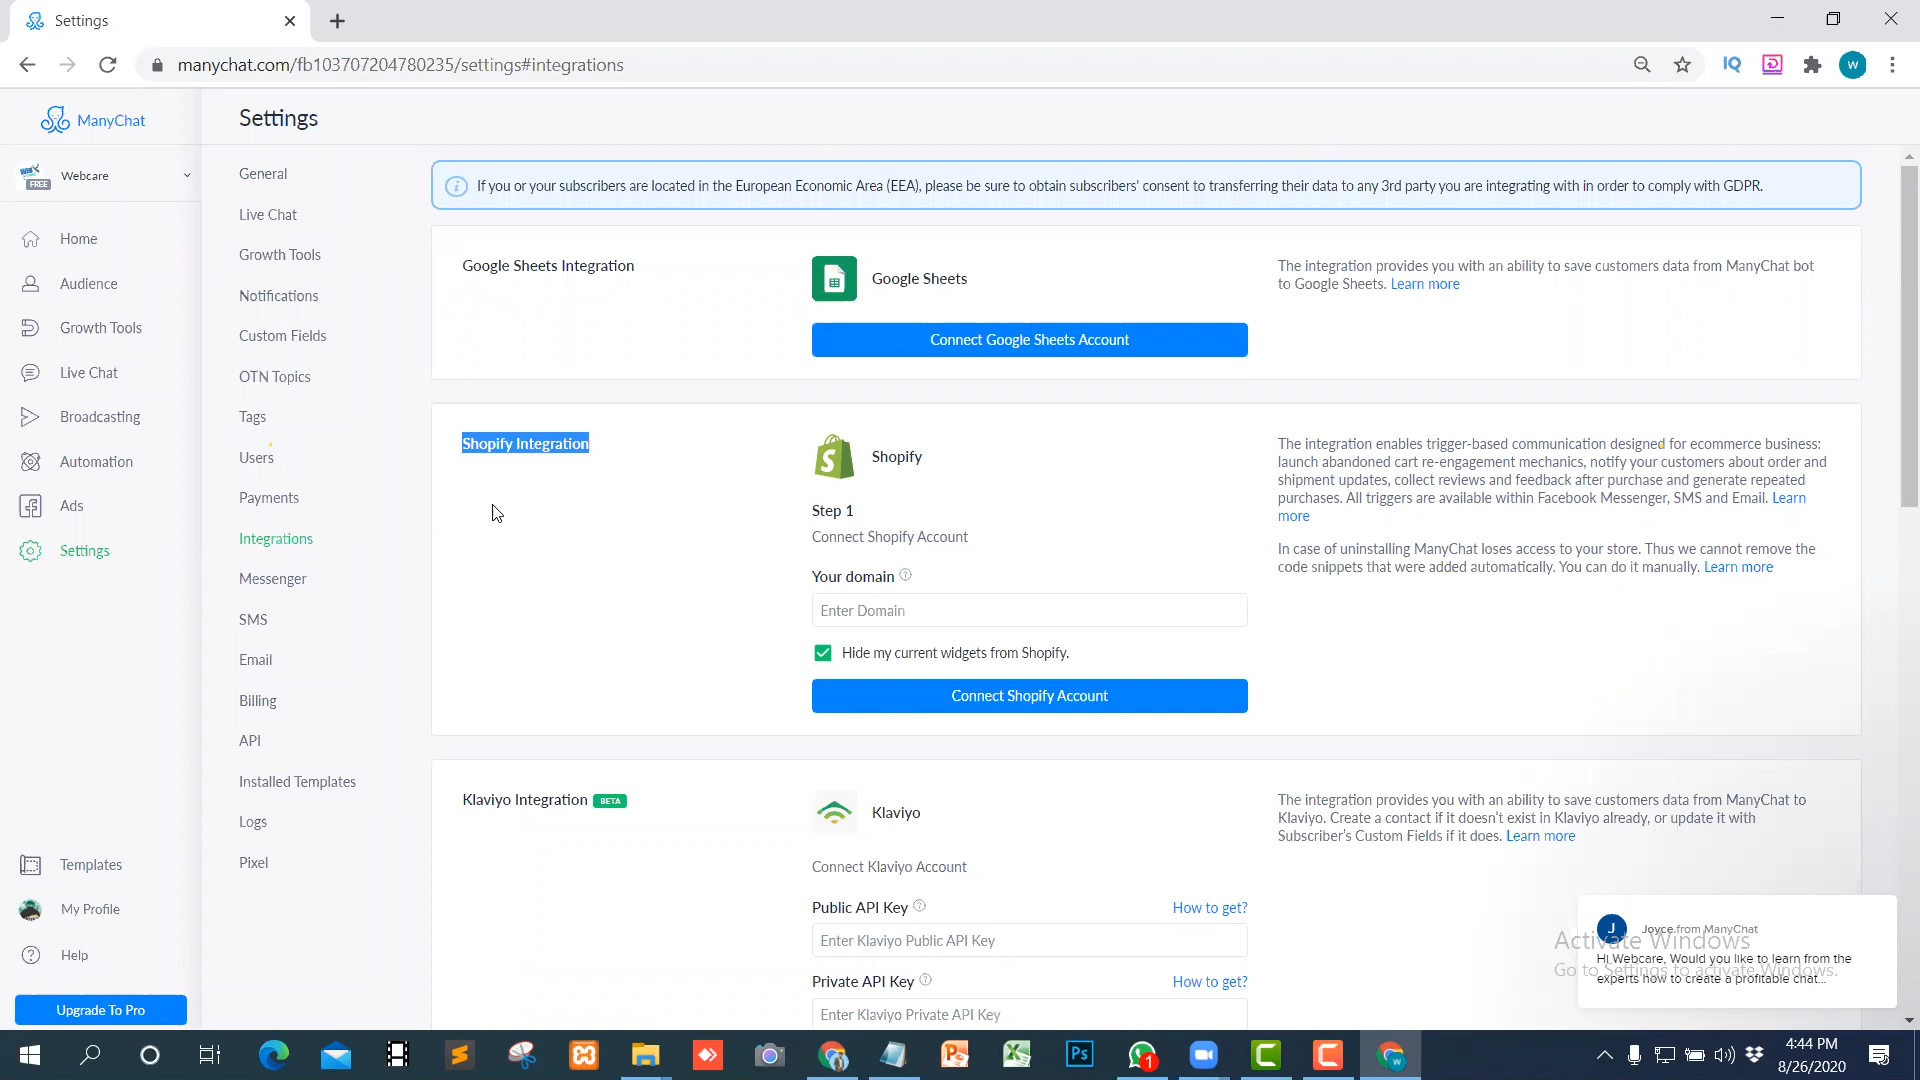 Settings
manychat.com/fb103707204780235/settings#integrations
IQ
W
ManyChat
Settings
FREE
Webcare
Home
Audience
Growth Tools
Live Chat
Broadcasting
Automation
Ads
Settings
Templates
My Profile
Help
Upgrade To Pro
General
Live Chat
Growth Tools
Notifications
Custom Fields
OTN Topics
Tags
Users
Payments
Integrations
Messenger
SMS
Email
Billing
API
Installed Templates
Logs
Pixel
If you or your subscribers are located in the European Economic Area (EEA), please be sure to obtain subscribers' consent to transferring their data to any 3rd party you are integrating with in order to comply with GDPR.
Google Sheets Integration
Google Sheets
Connect Google Sheets Account
The integration provides you with an ability to save customers data from ManyChat bot
to Google Sheets. Learn more
Shopify Integration
Shopify
Step 1
Connect Shopify Account
Your domain
Enter Domain
Hide my current widgets from Shopify.
Connect Shopify Account
The integration enables trigger-based communication designed for ecommerce business:
launch abandoned cart re-engagement mechanics, notify your customers about order and
shipment updates, collect reviews and feedback after purchase and generate repeated
purchases. All triggers are available within Facebook Messenger, SMS and Email. Learn
more
In case of uninstalling ManyChat loses access to your store. Thus we cannot remove the
code snippets that were added automatically. You can do it manually. Learn more
Klaviyo Integration BETA
Klaviyo
Connect Klaviyo Account
Public API Key
How to get?
Enter Klaviyo Public API Key
Private API Key
How to get?
Enter Klaviyo Private API Key
The integration provides you with an ability to save customers data from ManyChat to
Klaviyo. Create a contact if it doesn't exist in Klaviyo already, or update it with
Subscriber's Custom Fields if it does. Learn more
J
Joyce from ManyChat
Hi Webcare, Would you like to learn from the
experts how to create a profitable chat...
Activate Windows
Go to Settings to activate Windows.
Ps
1
4:44 PM
8/26/2020